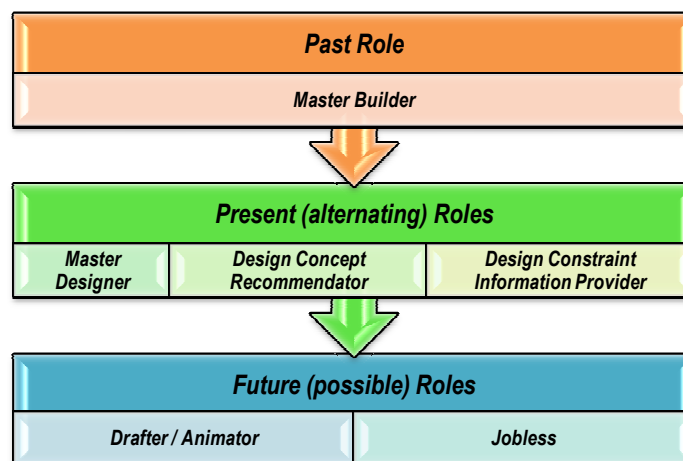 Past Role
Master Builder
Present (alternating) Roles
Master
Designer
Design Concept
Recommendator
Design Constraint
Information Provider
Future (possible) Roles
Drafter / Animator
Jobless